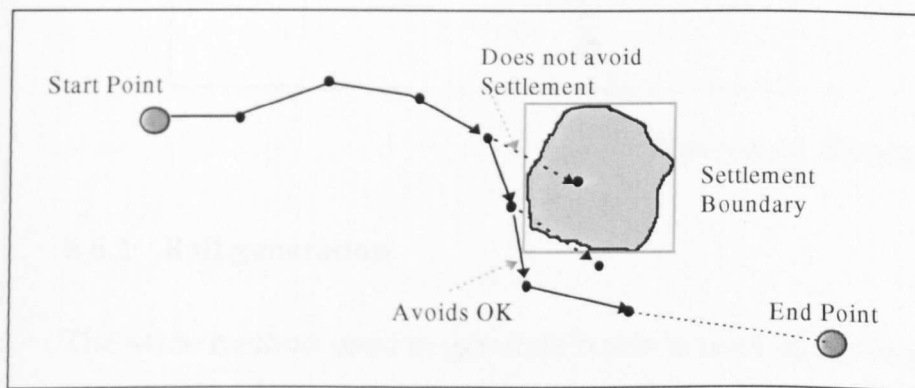 Does not avoid
Settlement
Start Point
Settlement
Boundary
Avoids OK
End Point